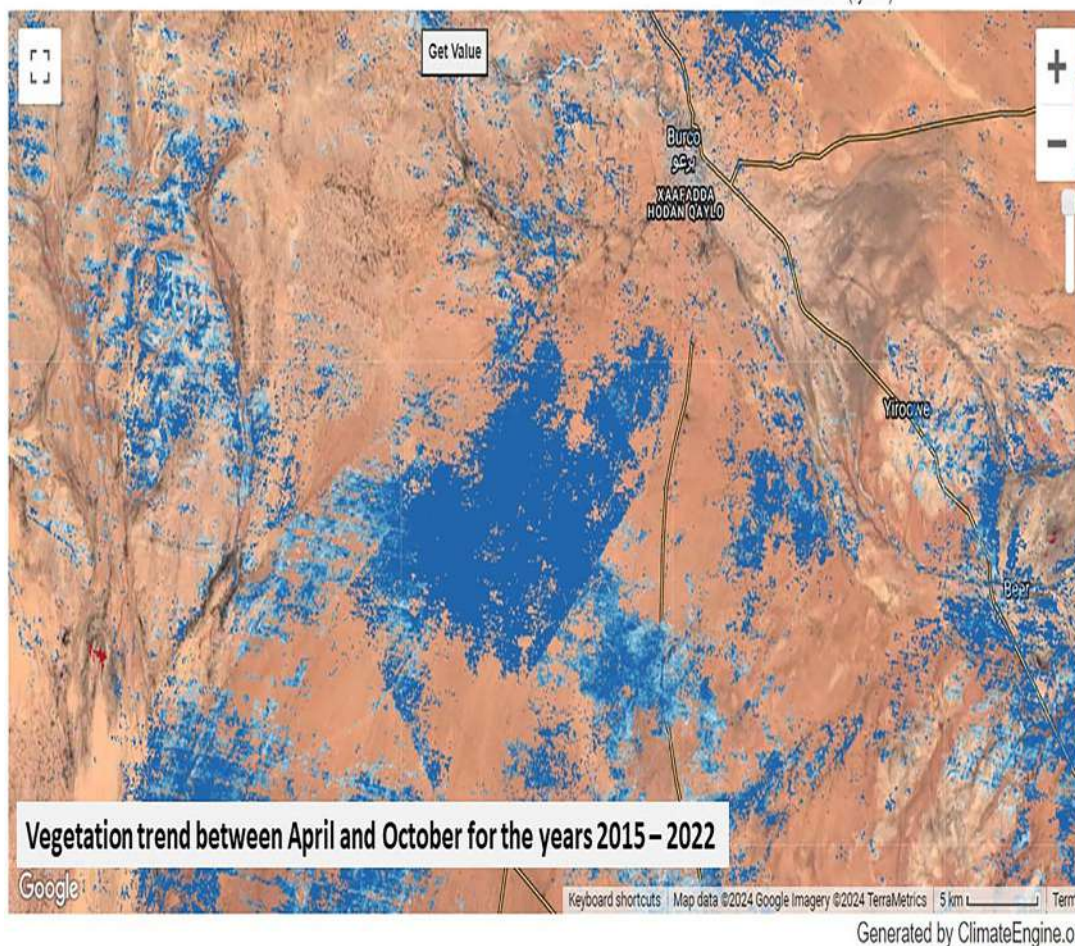 Get Value
+
−
Burco
برعو
XAAFADDA
HODAN QAYLO
Yirowe
Beer
Vegetation trend between April and October for the years 2015 – 2022
Google
Keyboard shortcuts Map data ©2024 Google Imagery ©2024 TerraMetrics 5 km Term
Generated by ClimateEngine.o